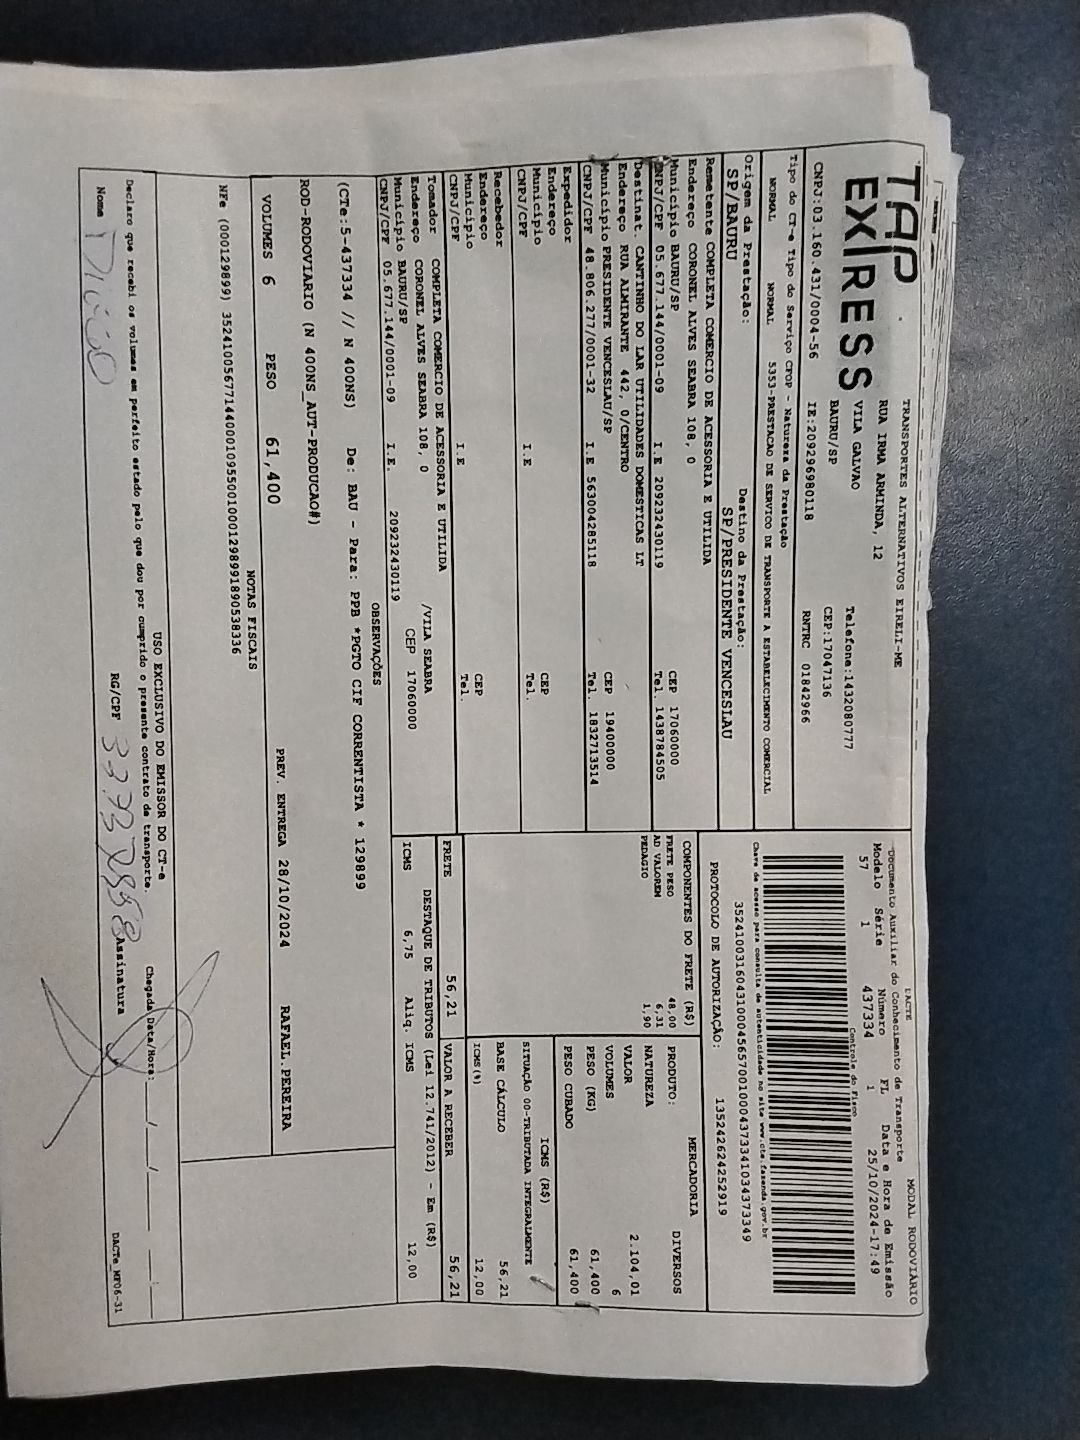 TAP
EXPRESS
TRANSPORTES ALTERNATIVOS EIRELI-ME
RUA IRMA ARMINDA, 12
VILA GALVAO
BAURU/SP
Telefone:1432080777
CEP:17047136
CNPJ:03.160.431/0004-56
IE:209296980118
RNTRC 01842966
DACTE
MODAL RODOVIÁRIO
Documento Auxiliar do Conhecimento de Transporte
Modelo Série Número FL Data e Hora de Emissão
57 1 437334 1 25/10/2024-17:49
Controle do Fisco
Tipo do CT-e Tipo do Serviço CFOP - Natureza da Prestação
NORMAL NORMAL 5353-PRESTACAO DE SERVICO DE TRANSPORTE A ESTABELECIMENTO COMERCIAL
Chave de acesso para consulta de autenticidade no site www.cte.fazenda.gov.br
35241003160431000456570010004373341034373349
Origem da Prestação:
SP/BAURU
Destino da Prestação:
SP/PRESIDENTE VENCESLAU
PROTOCOLO DE AUTORIZAÇÃO:
135242624252919
Remetente COMPLETA COMERCIO DE ACESSORIA E UTILIDA
Endereço CORONEL ALVES SEABRA 108, 0
Município BAURU/SP CEP 17060000
CNPJ/CPF 05.677.144/0001-09 I.E 209232430119 Tel. 1438784505
Destinat. CANTINHO DO LAR UTILIDADES DOMESTICAS LT
Endereço RUA ALMIRANTE 442, 0/CENTRO
Município PRESIDENTE VENCESLAU/SP CEP 19400000
CNPJ/CPF 48.806.277/0001-32 I.E 563004285118 Tel. 1832713514
Expedidor
Endereço
Município CEP
CNPJ/CPF I.E Tel.
Recebedor
Endereço
Município CEP
CNPJ/CPF I.E Tel.
Tomador COMPLETA COMERCIO DE ACESSORIA E UTILIDA
Endereço CORONEL ALVES SEABRA 108, 0 /VILA SEABRA
Município BAURU/SP CEP 17060000
CNPJ/CPF 05.677.144/0001-09 I.E. 209232430119
COMPONENTES DO FRETE (R$)
FRETE PESO 48,00
AD VALOREM 6,31
PEDAGIO 1,90
PRODUTO: MERCADORIA
NATUREZA DIVERSOS
VALOR 2.104,01
VOLUMES 6
PESO (KG) 61,400
PESO CUBADO 61,400
ICMS (R$)
SITUAÇÃO 00-TRIBUTADA INTEGRALMENTE
BASE CÁLCULO 56,21
ICMS(%) 12,00
FRETE 56,21
VALOR A RECEBER 56,21
DESTAQUE DE TRIBUTOS (Lei 12.741/2012) - Em (R$)
ICMS 6,75 Aliq. ICMS 12,00
OBSERVAÇÕES
(CTe:5-437334 // N 400NS) De: BAU - Para: PPB *PGTO CIF CORRENTISTA * 129899
ROD-RODOVIARIO (N 400NS_AUT-PRODUCAO#)
VOLUMES 6 PESO 61,400 PREV. ENTREGA 28/10/2024 RAFAEL.PEREIRA
NOTAS FISCAIS
NFe (000129899) 35241005677144000109550010001298991890538336
USO EXCLUSIVO DO EMISSOR DO CT-e
Declaro que recebi os volumes em perfeito estado pelo que dou por cumprido o presente contrato de transporte. Chegada Data/Hora: __/__/____ __:__
Nome RG/CPF Assinatura
DACTe_MF06-31